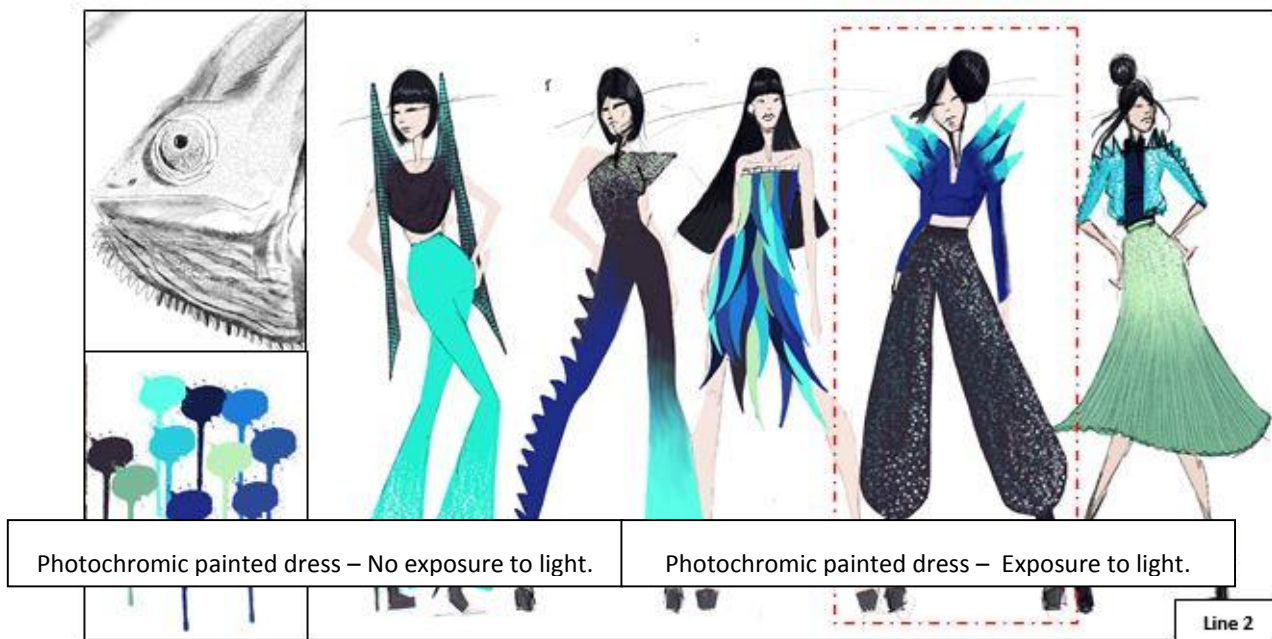 Photochromic painted dress – No exposure to light.
Photochromic painted dress – Exposure to light.
Line 2